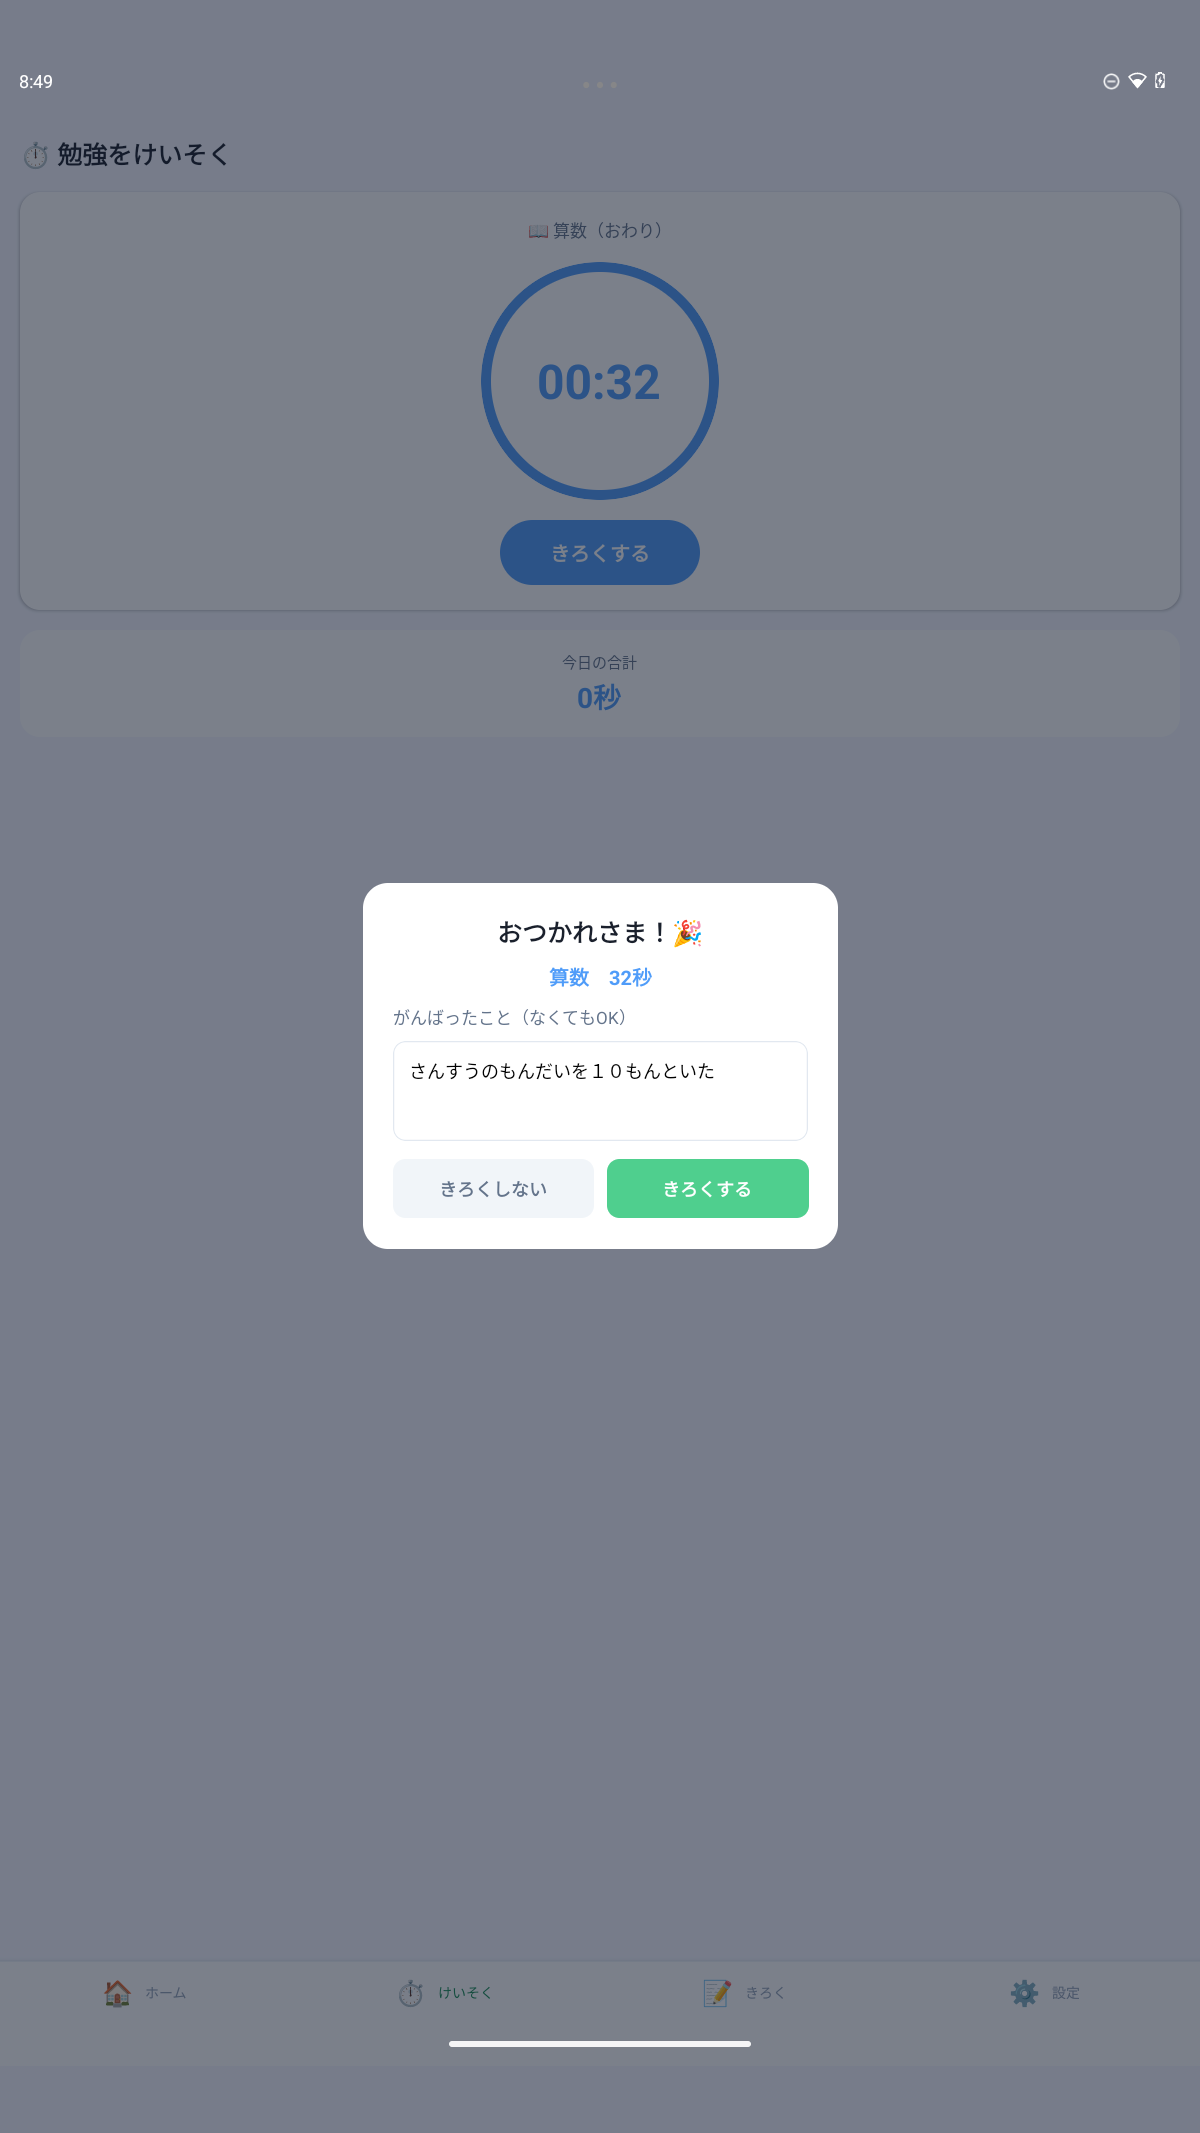 8:49
勉強をけいそく
算数（おわり）
00:32
きろくする
今日の合計
0秒
おつかれさま！
算数　32秒
がんばったこと（なくてもOK）
さんすうのもんだいを１０もんといた
きろくしない
きろくする
ホーム
けいそく
きろく
設定